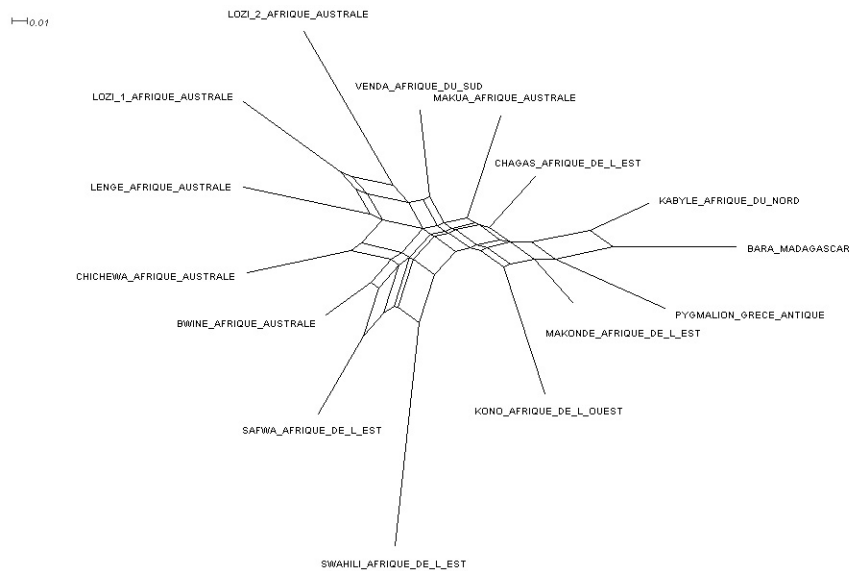 0.01
LOZI_2_AFRIQUE_AUSTRALE
VENDA_AFRIQUE_DU_SUD
LOZI_1_AFRIQUE_AUSTRALE
MAKUA_AFRIQUE_AUSTRALE
CHAGAS_AFRIQUE_DE_L_EST
LENGE_AFRIQUE_AUSTRALE
KABYLE_AFRIQUE_DU_NORD
BARA_MADAGASCAR
CHICHEWA_AFRIQUE_AUSTRALE
PYGMALION_GRECE_ANTIQUE
BWINE_AFRIQUE_AUSTRALE
MAKONDE_AFRIQUE_DE_L_EST
KONO_AFRIQUE_DE_L_OUEST
SAFWA_AFRIQUE_DE_L_EST
SWAHILI_AFRIQUE_DE_L_EST